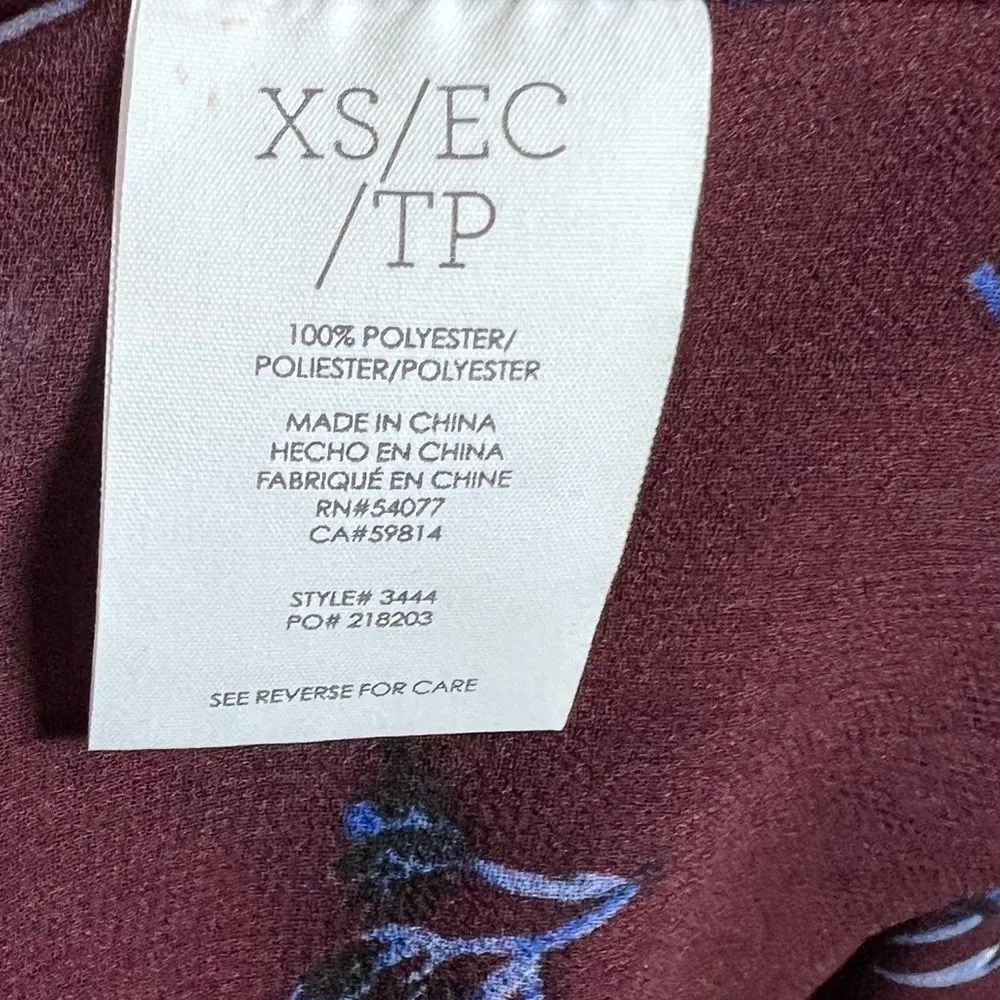 XS/EC
/TP
100% POLYESTER/
POLIESTER/POLYESTER
MADE IN CHINA
HECHO EN CHINA
FABRIQUÉ EN CHINE
RN#54077
CA#59814
STYLE# 3444
PO# 218203
SEE REVERSE FOR CARE